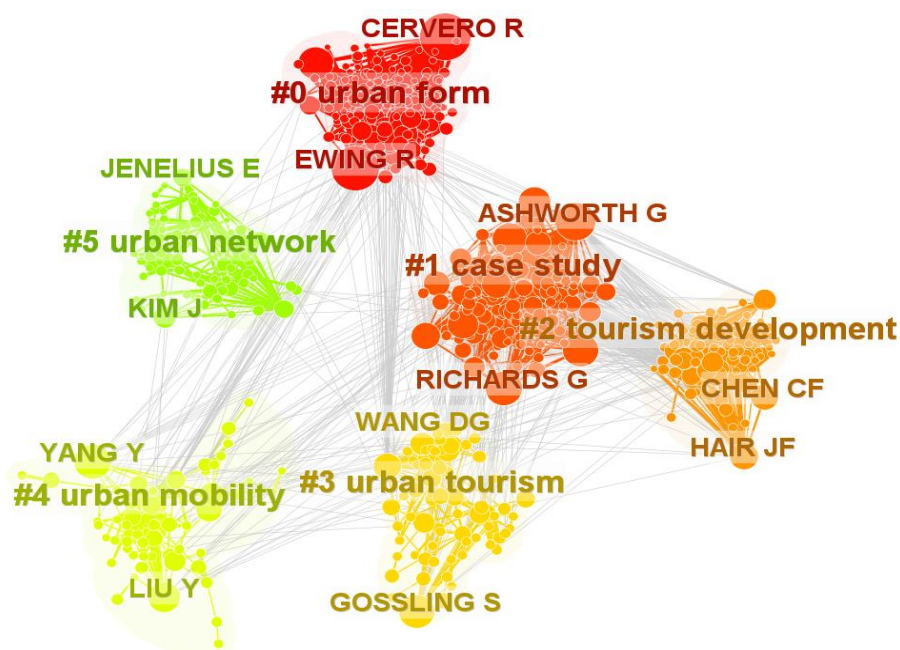 CERVERO R
#0 urban form
EWING R
JENELIUS E
#5 urban network
KIM J
ASHWORTH G
#1 case study
#2 tourism development
RICHARDS G
CHEN CF
HAIR JF
WANG DG
#3 urban tourism
GOSSLING S
YANG Y
#4 urban mobility
LIU Y